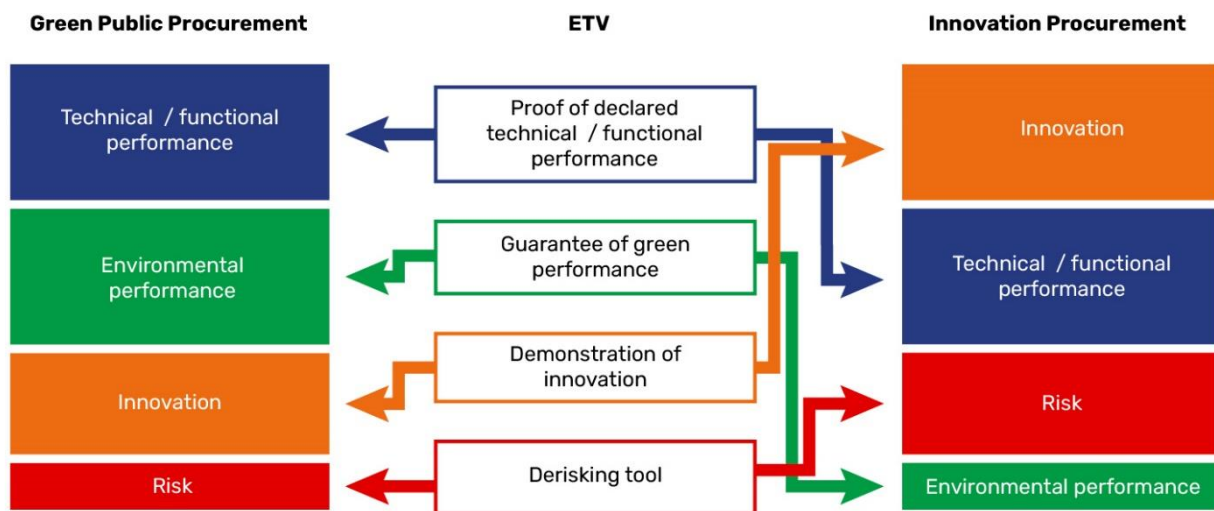 Green Public Procurement
ETV
Innovation Procurement
Technical / functional
performance
Environmental
performance
Innovation
Risk
Proof of declared
technical / functional
performance
Guarantee of green
performance
Demonstration of
innovation
Derisking tool
Innovation
Technical / functional
performance
Risk
Environmental performance